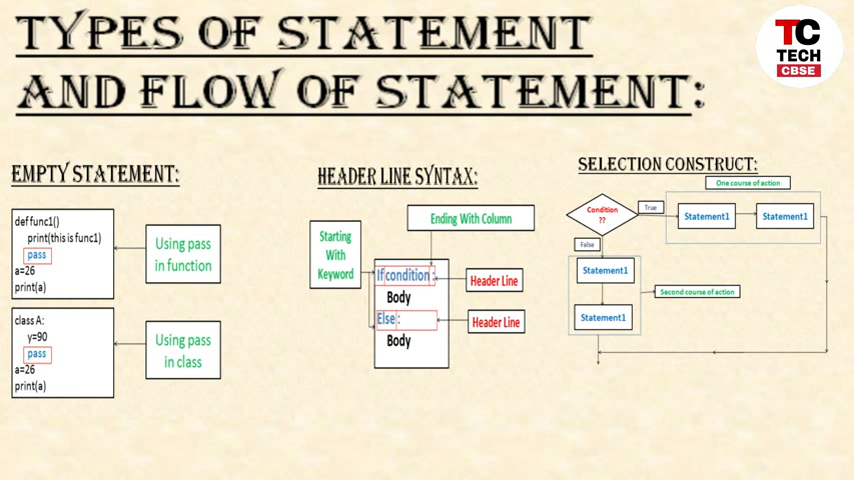 TYPES OF STATEMENT
AND FLOW OF STATEMENT:
TC
TECH
CBSE
EMPTY STATEMENT:
def func1()
print(this is func1)
pass
a=26
print(a)
Using pass
in function
class A:
y=90
pass
a=26
print(a)
Using pass
in class
HEADER LINE SYNTAX:
Ending With Column
Starting
With
Keyword
If condition :
Header Line
Body
Else :
Header Line
Body
SELECTION CONSTRUCT:
One course of action
Condition
??
True
Statement1
Statement1
False
Statement1
Second course of action
Statement1